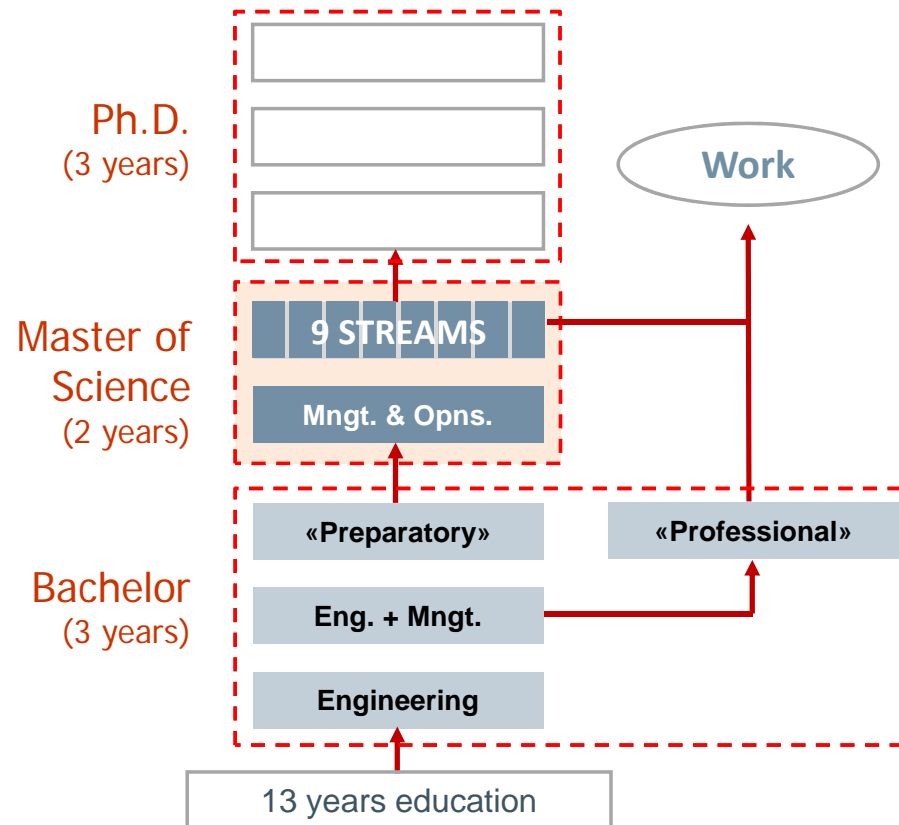 Ph.D.
(3 years)
Work
Master of
Science
(2 years)
9 STREAMS
Mngt. & Opns.
Bachelor
(3 years)
«Preparatory»
«Professional»
Eng. + Mngt.
Engineering
13 years education